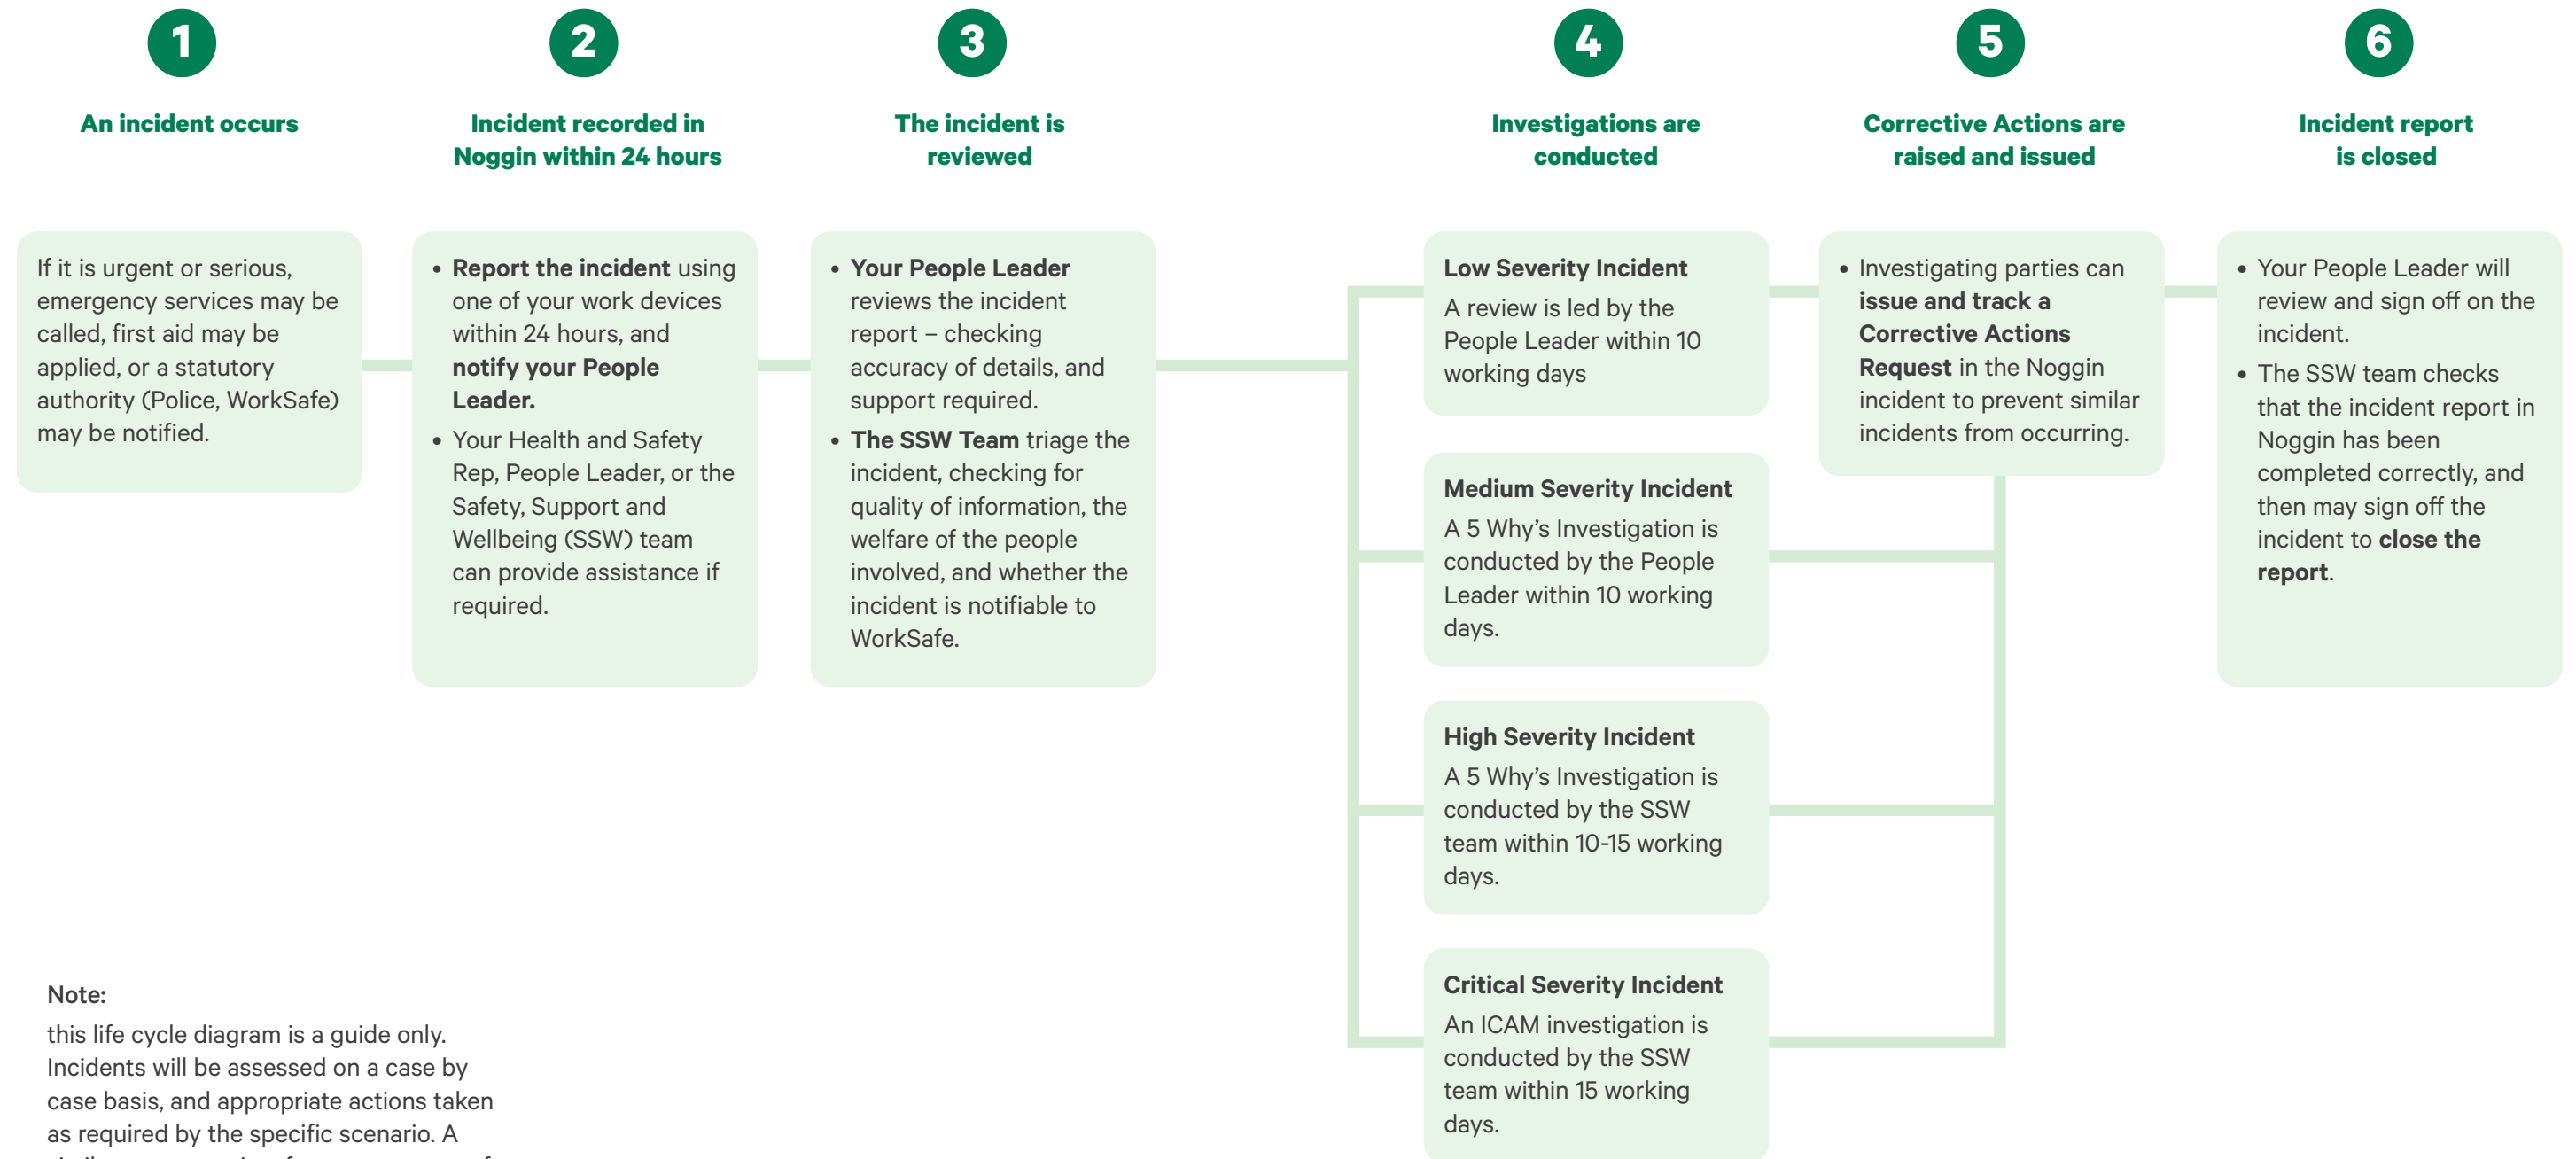 1
An incident occurs
If it is urgent or serious,
emergency services may be
called, first aid may be
applied, or a statutory
authority (Police, WorkSafe)
may be notified.
2
Incident recorded in
Noggin within 24 hours
• Report the incident using
one of your work devices
within 24 hours, and
notify your People
Leader.
• Your Health and Safety
Rep, People Leader, or the
Safety, Support and
Wellbeing (SSW) team
can provide assistance if
required.
3
The incident is
reviewed
• Your People Leader
reviews the incident
report – checking
accuracy of details, and
support required.
• The SSW Team triage the
incident, checking for
quality of information, the
welfare of the people
involved, and whether the
incident is notifiable to
WorkSafe.
4
Investigations are
conducted
Low Severity Incident
A review is led by the
People Leader within 10
working days
Medium Severity Incident
A 5 Why’s Investigation is
conducted by the People
Leader within 10 working
days.
High Severity Incident
A 5 Why’s Investigation is
conducted by the SSW
team within 10-15 working
days.
Critical Severity Incident
An ICAM investigation is
conducted by the SSW
team within 15 working
days.
5
Corrective Actions are
raised and issued
• Investigating parties can
issue and track a
Corrective Actions
Request in the Noggin
incident to prevent similar
incidents from occurring.
6
Incident report
is closed
• Your People Leader will
review and sign off on the
incident.
• The SSW team checks
that the incident report in
Noggin has been
completed correctly, and
then may sign off the
incident to close the
report.
Note:
this life cycle diagram is a guide only.
Incidents will be assessed on a case by
case basis, and appropriate actions taken
as required by the specific scenario. A